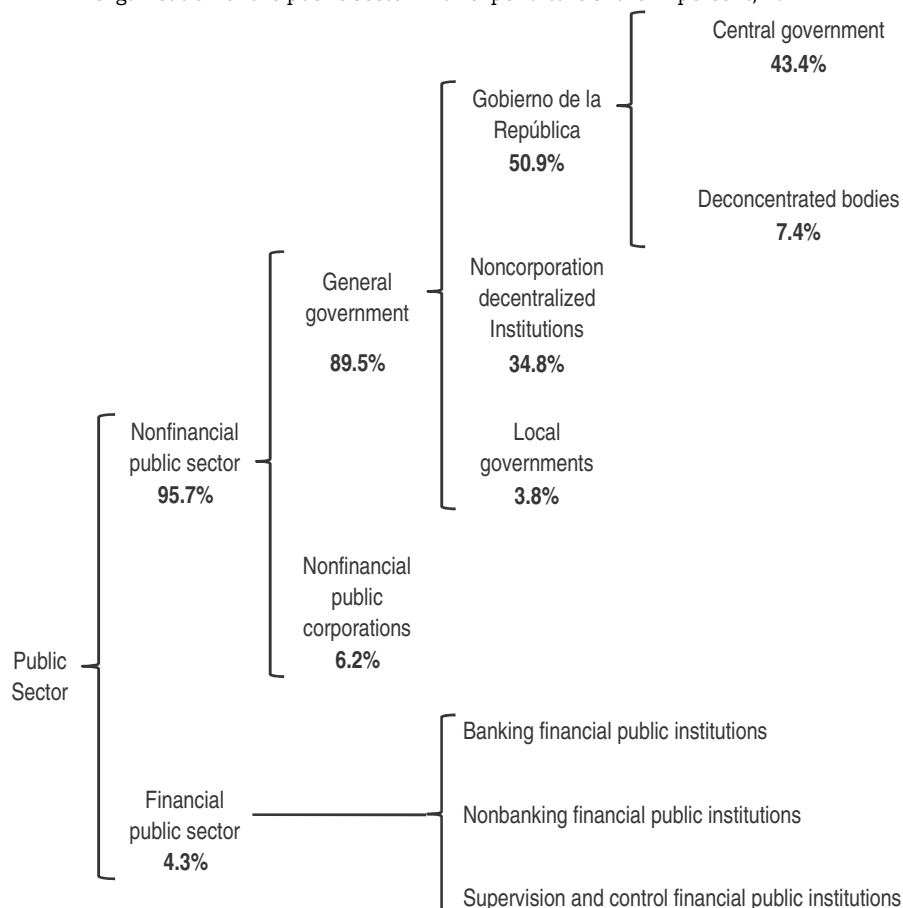 Central government
43.4%
Gobierno de la
República
50.9%
Deconcentrated bodies
7.4%
General
government
89.5%
Noncorporation
decentralized
Institutions
34.8%
Nonfinancial
public sector
95.7%
Local
governments
3.8%
Nonfinancial
public
corporations
6.2%
Public
Sector
Financial
public sector
4.3%
Banking financial public institutions
Nonbanking financial public institutions
Supervision and control financial public institutions